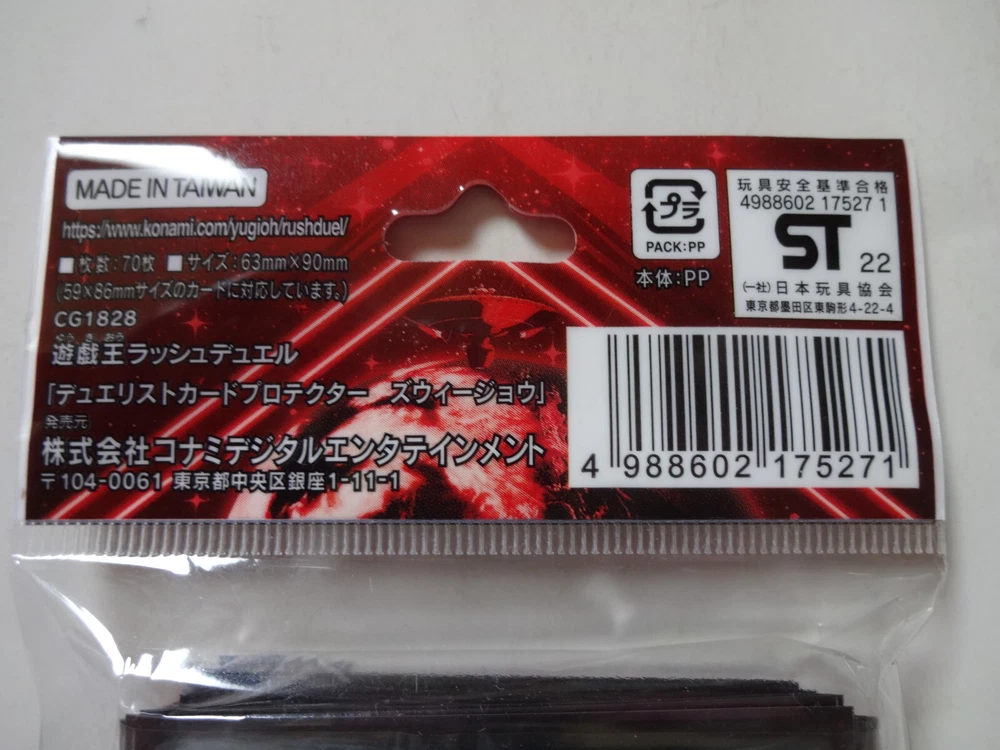 MADE IN TAIWAN
https://www.konami.com/yugioh/rushduel/
■枚数:70枚 ■サイズ:63mm×90mm
(59×86mmサイズのカードに対応しています。)
CG1828
ゆうぎおう
遊戯王ラッシュデュエル
「デュエリストカードプロテクター ズウィージョウ」
発売元
株式会社コナミデジタルエンタテインメント
〒104-0061 東京都中央区銀座1-11-1
プラ
PACK:PP
本体:PP
玩具安全基準合格
4988602 17527 1
ST
22
(一社)日本玩具協会
東京都墨田区東駒形4-22-4
4 988602 175271